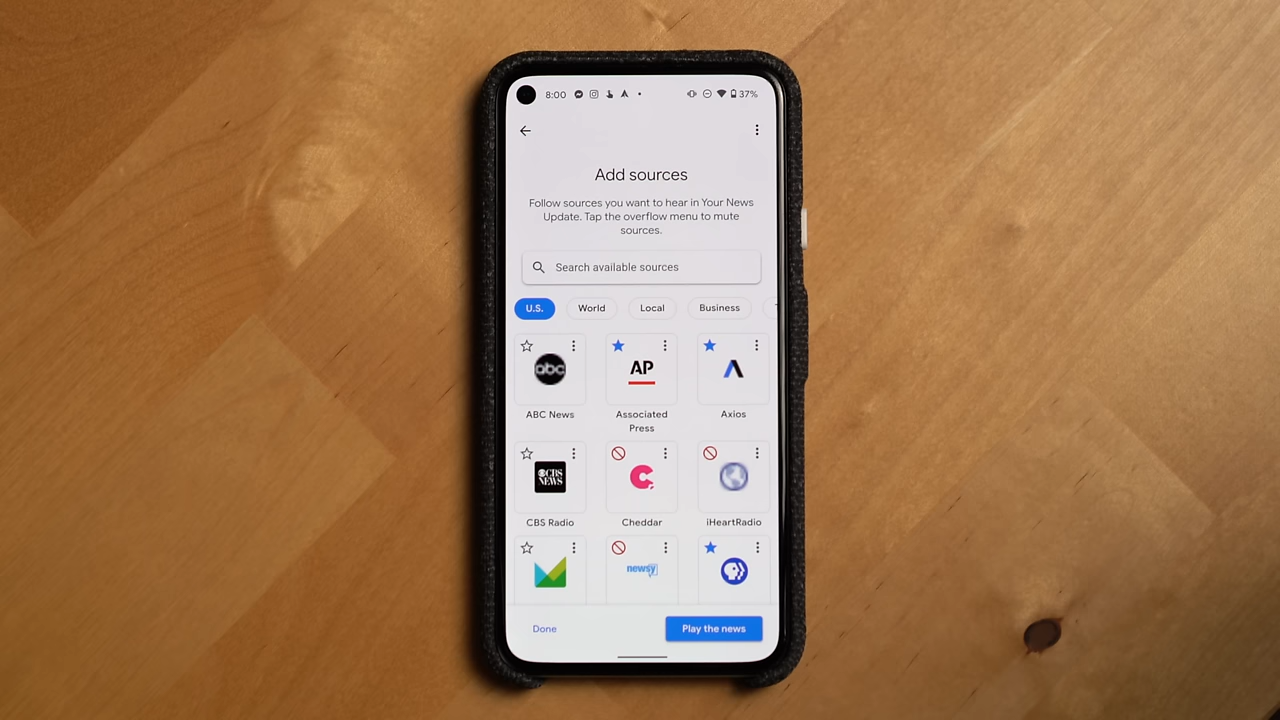 8:00
37%
Add sources
Follow sources you want to hear in Your News
Update. Tap the overflow menu to mute
sources.
Search available sources
U.S.
World
Local
Business
abc
AP
ABC News
Associated
Press
Axios
CBS
NEWS
CBS Radio
Cheddar
iHeartRadio
newsy
Done
Play the news